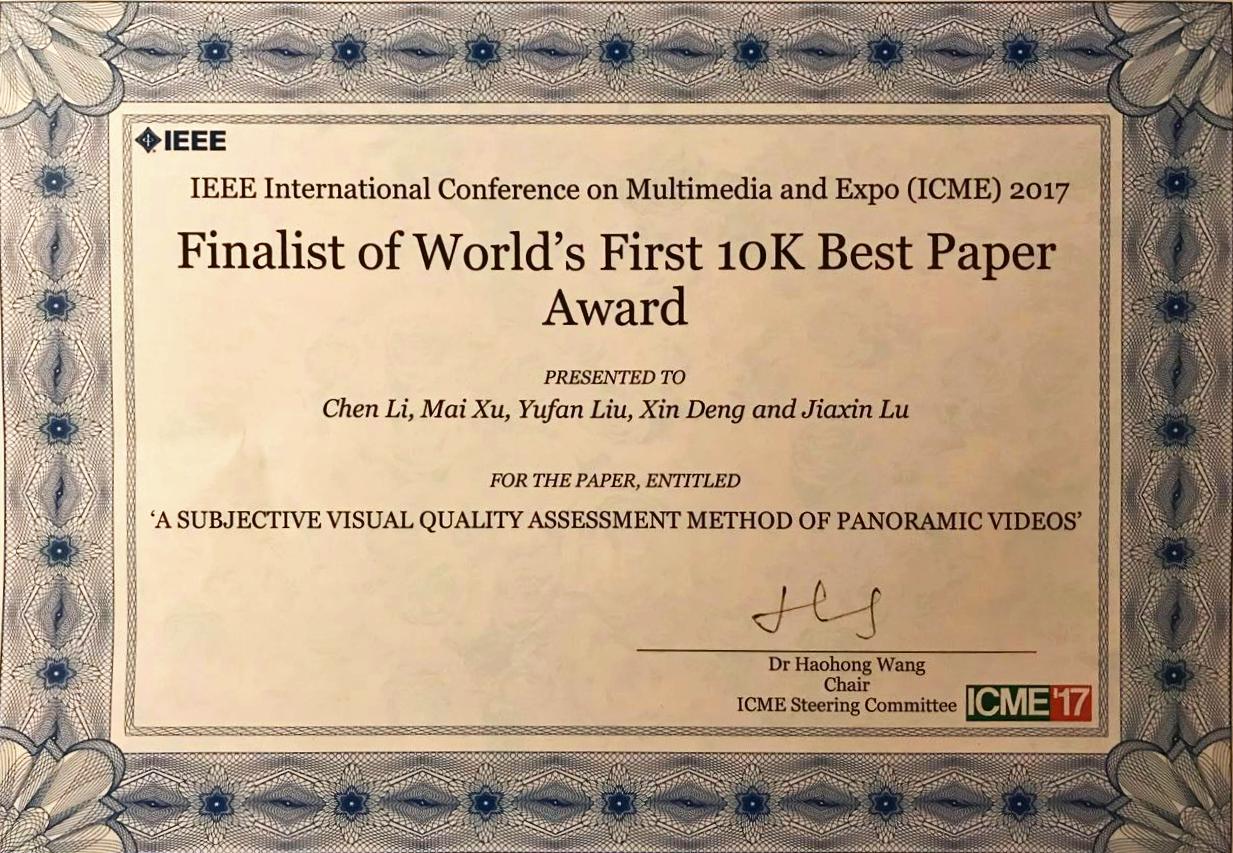 IEEE
IEEE International Conference on Multimedia and Expo (ICME) 2017
Finalist of World's First 10K Best Paper
Award
PRESENTED TO
Chen Li, Mai Xu, Yufan Liu, Xin Deng and Jiaxin Lu
FOR THE PAPER, ENTITLED
‘A SUBJECTIVE VISUAL QUALITY ASSESSMENT METHOD OF PANORAMIC VIDEOS’
Dr Haohong Wang
Chair
ICME Steering Committee
ICME'17